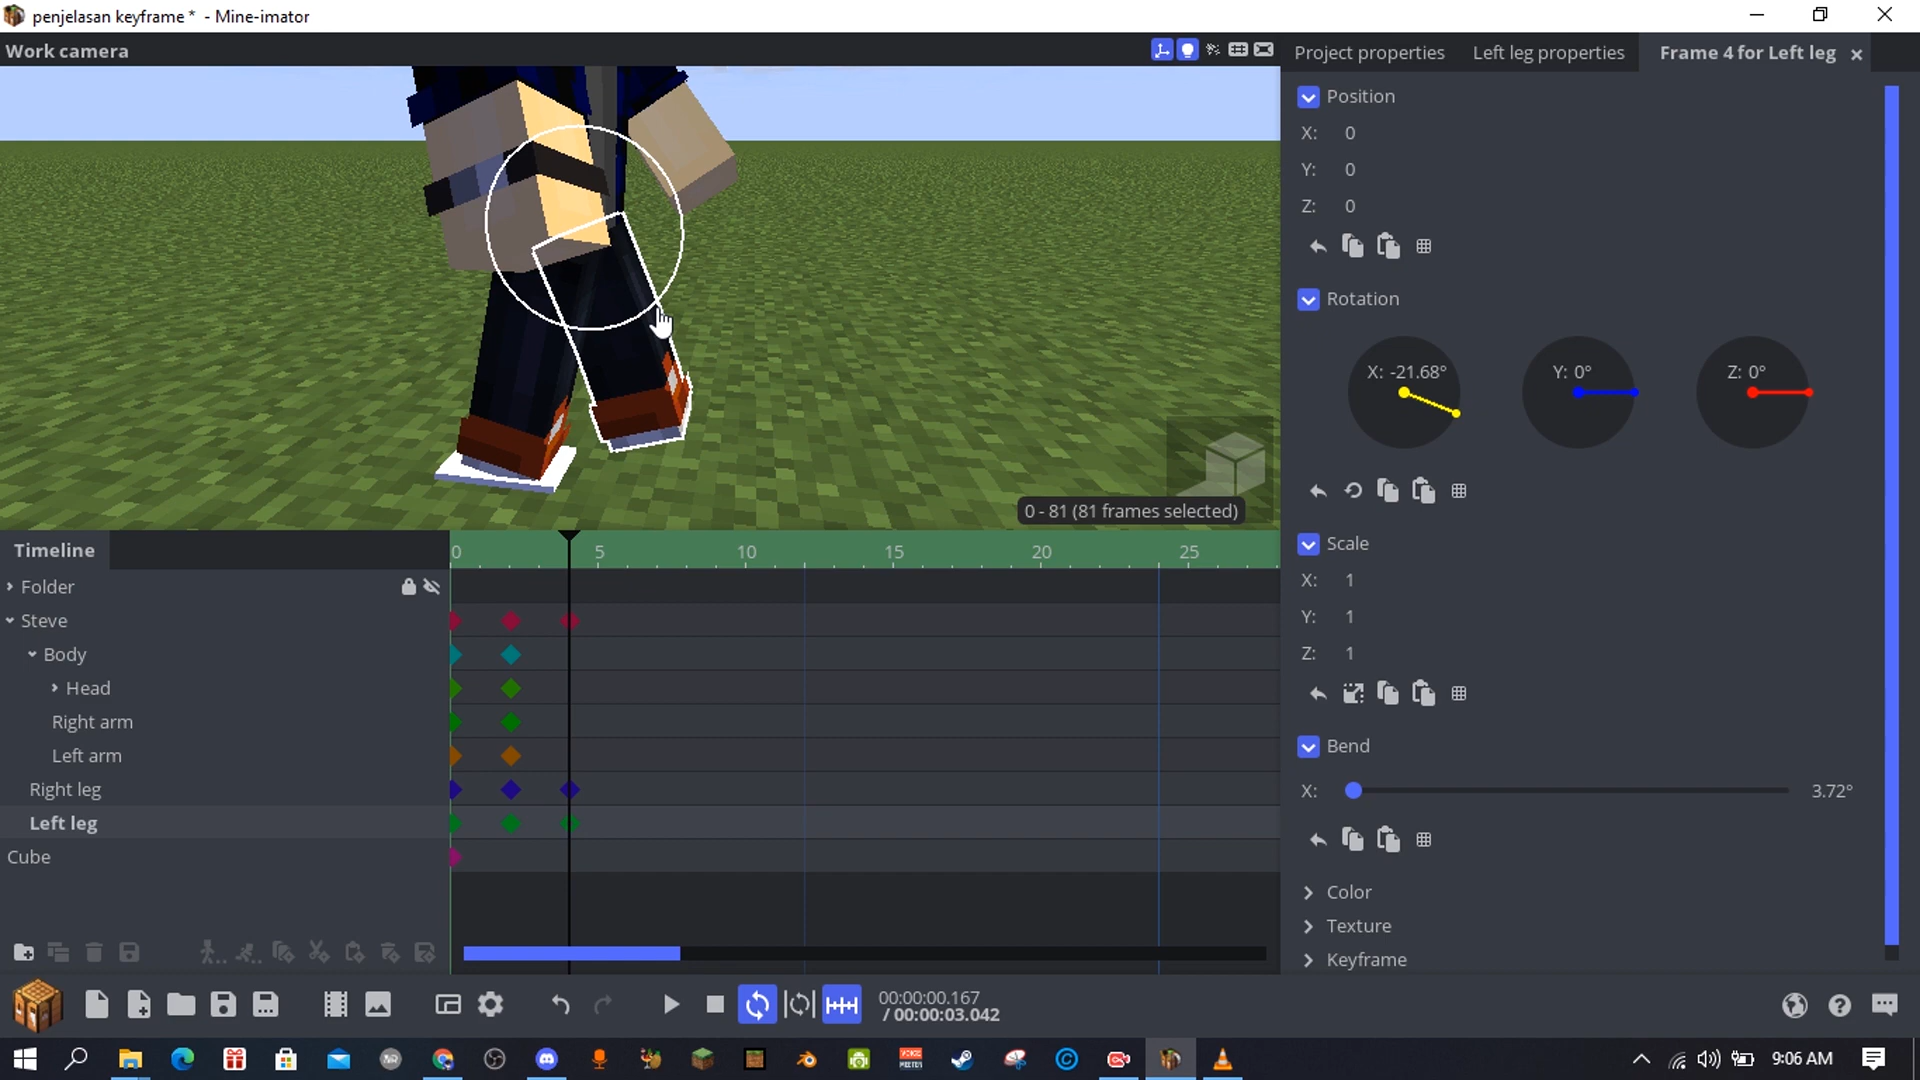 penjelasan keyframe * - Mine-imator
Work camera
Project properties
Left leg properties
Frame 4 for Left leg
Position
X: 0
Y: 0
Z: 0
Rotation
X: -21.68°
Y: 0°
Z: 0°
Scale
X: 1
Y: 1
Z: 1
Bend
X: 3.72°
Color
Texture
Keyframe
0 - 81 (81 frames selected)
Timeline
0 5 10 15 20 25
Folder
Steve
Body
Head
Right arm
Left arm
Right leg
Left leg
Cube
00:00:00.167
/ 00:00:03.042
9:06 AM